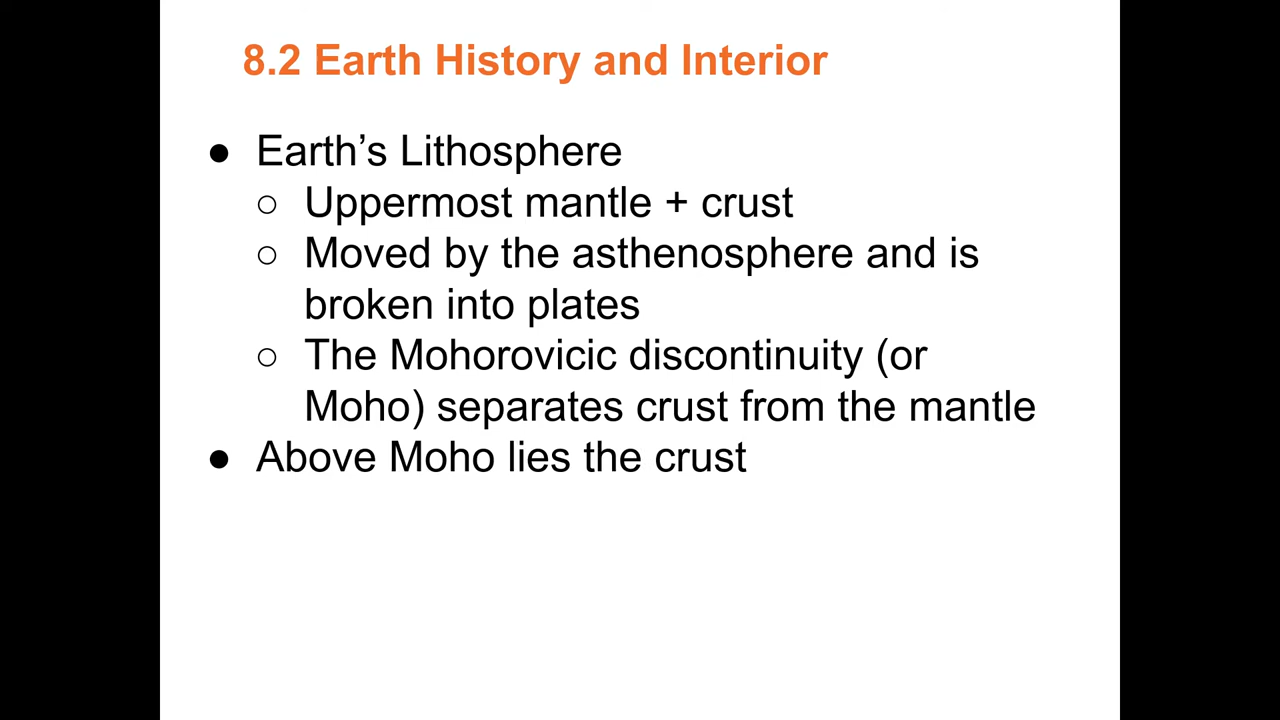 8.2 Earth History and Interior
● Earth’s Lithosphere
○ Uppermost mantle + crust
○ Moved by the asthenosphere and is
broken into plates
○ The Mohorovicic discontinuity (or
Moho) separates crust from the mantle
● Above Moho lies the crust